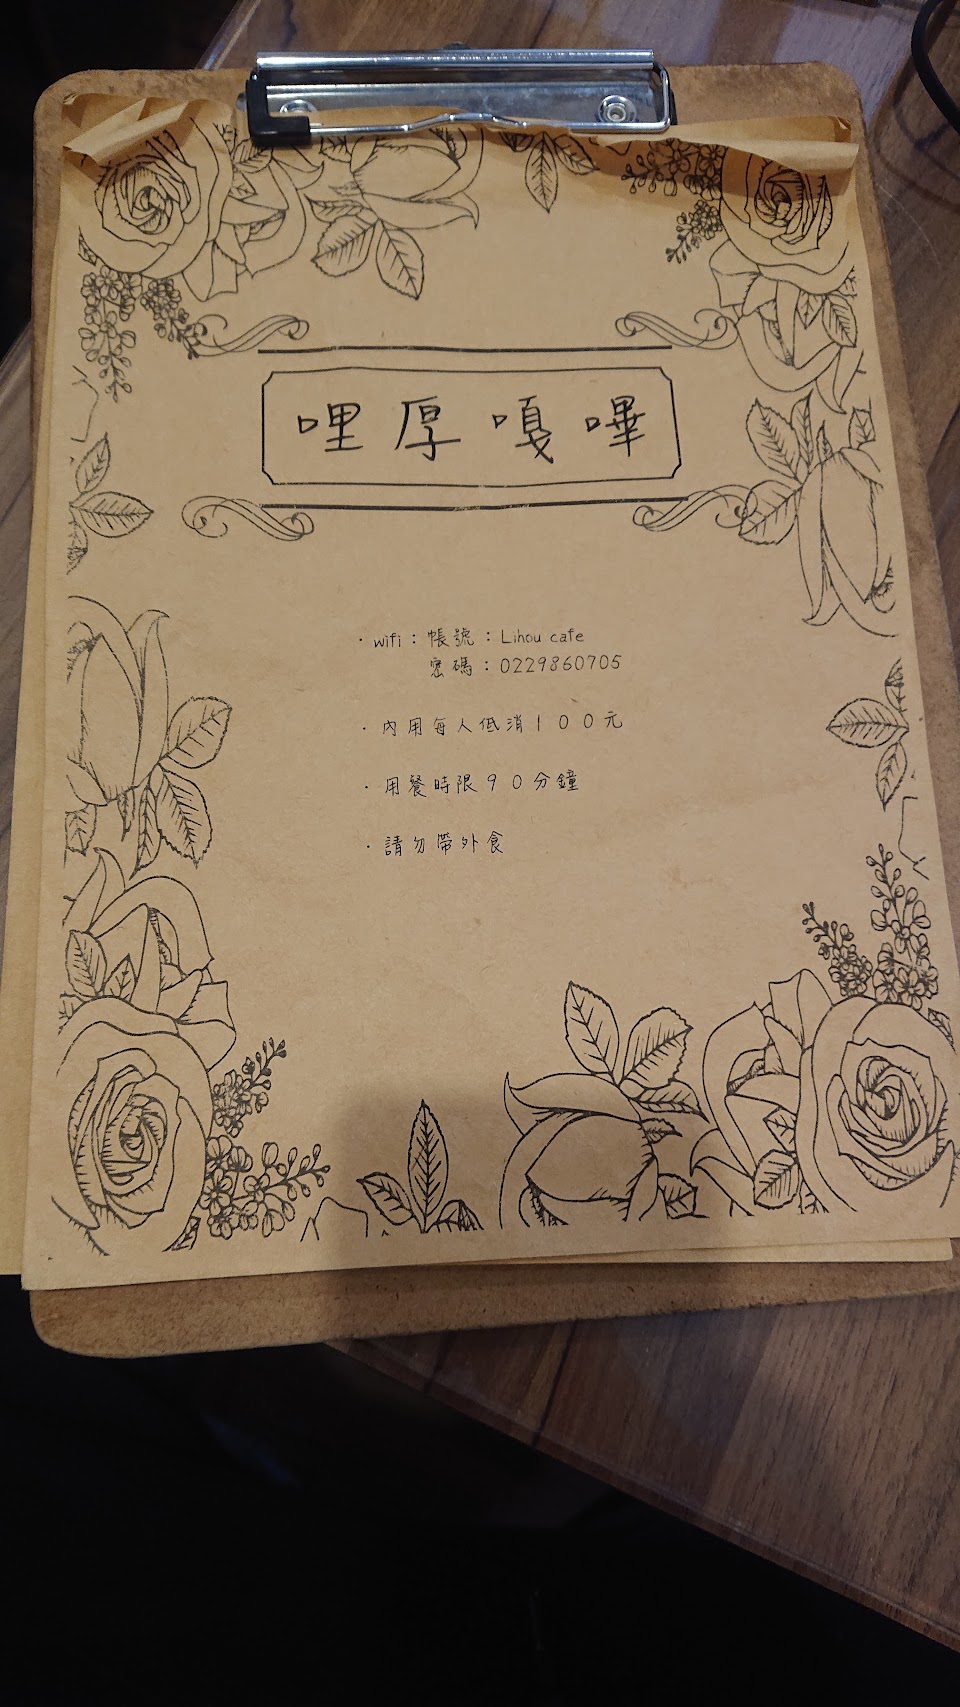 哩厚嘎嗶
· wifi：帳號：Lihou cafe
密碼：0229860705
· 內用每人低消１００元
· 用餐時限９０分鐘
· 請勿帶外食